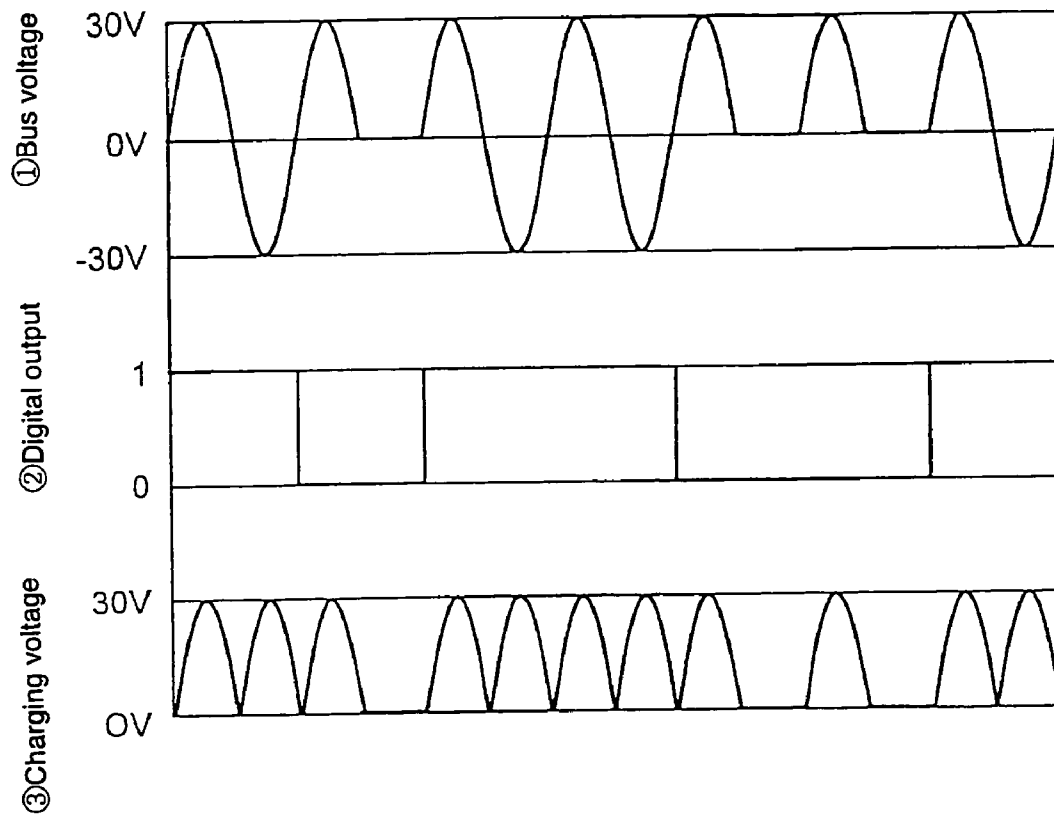 ①Bus voltage
30V
0V
-30V
②Digital output
1
0
③Charging voltage
30V
0V